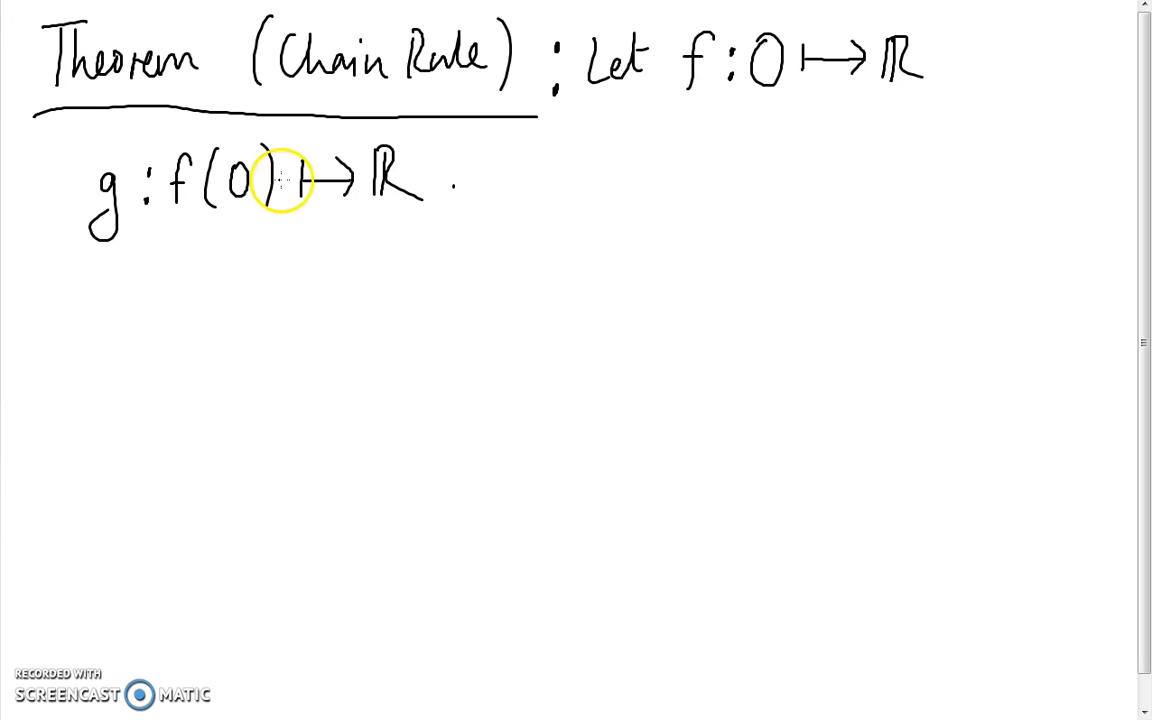 Theorem (Chain Rule) : Let f : O ↦ ℝ
g : f(O) ↦ ℝ .
RECORDED WITH
SCREENCAST MATIC